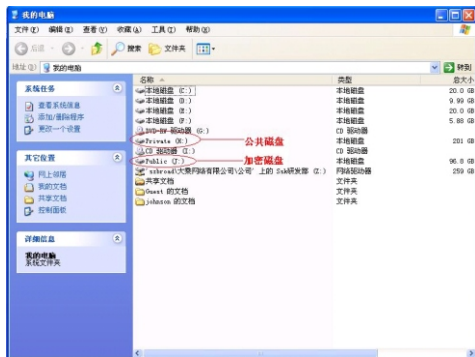 我的电脑
文件(F) 编辑(E) 查看(V) 收藏(A) 工具(T) 帮助(H)
后退 搜索 文件夹
地址(D) 我的电脑 转到
系统任务
查看系统信息
添加/删除程序
更改一个设置
其它位置
网上邻居
我的文档
共享文档
控制面板
详细信息
我的电脑
系统文件夹
名称 类型 总大小
本地磁盘 (C:) 本地磁盘 20.0 GB
本地磁盘 (D:) 本地磁盘 9.99 GB
本地磁盘 (E:) 本地磁盘 20.0 GB
本地磁盘 (F:) 本地磁盘 5.88 GB
DVD-RW 驱动器 (G:) CD 驱动器
Private (H:) 公共磁盘 本地磁盘 201 GB
CD 驱动器 (I:) CD 驱动器
Public (J:) 加密磁盘 本地磁盘 96.0 GB
上的 (Z:) 网络驱动器 259 GB
共享文档 文件夹
Guest 的文档 文件夹
johnson 的文档 文件夹